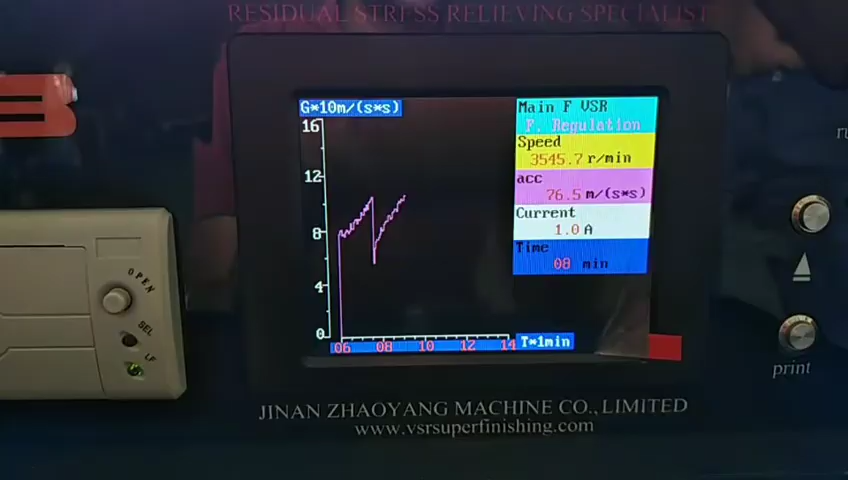 RESIDUAL STRESS RELIEVING SPECIALIST
G*10m/(s*s)
16
12
8
4
0
06 08 10 12 14
T*1min
Main F VSR
F. Regulation
Speed
3545.7 r/min
acc
76.5 m/(s*s)
Current
1.0 A
Time
08 min
OPEN
SEL
LF
print
JINAN ZHAOYANG MACHINE CO., LIMITED
www.vsrsuperfinishing.com